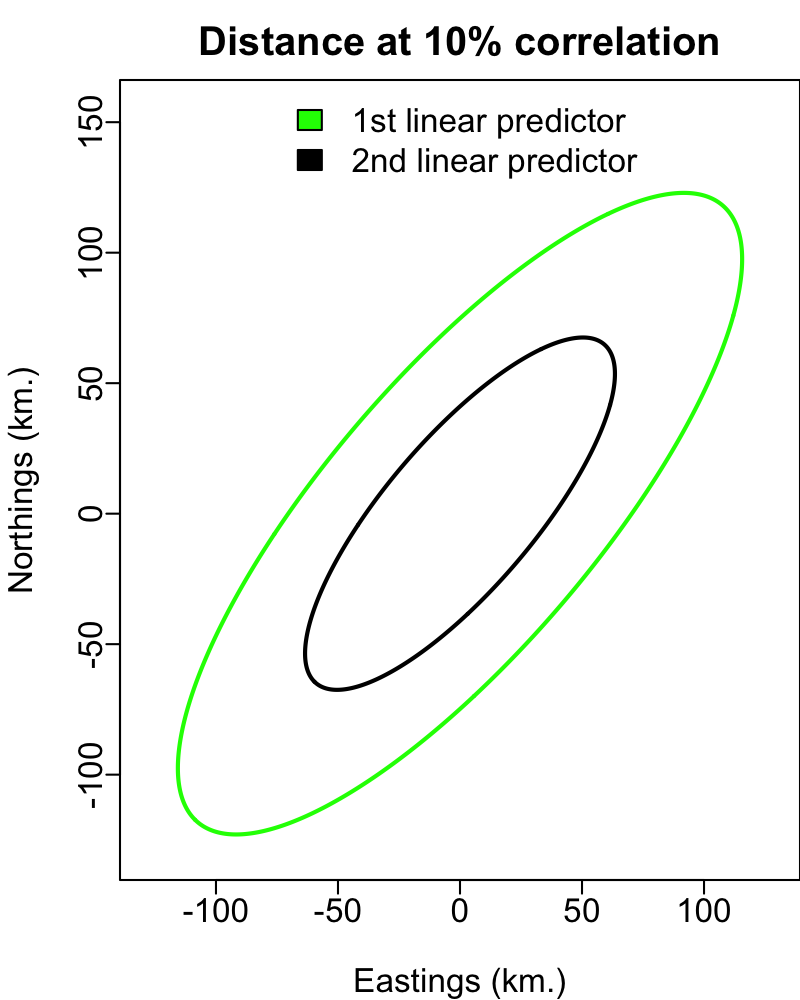 Distance at 10% correlation
1st linear predictor
2nd linear predictor
Northings (km.)
150
100
50
0
-50
-100
-100 -50 0 50 100
Eastings (km.)